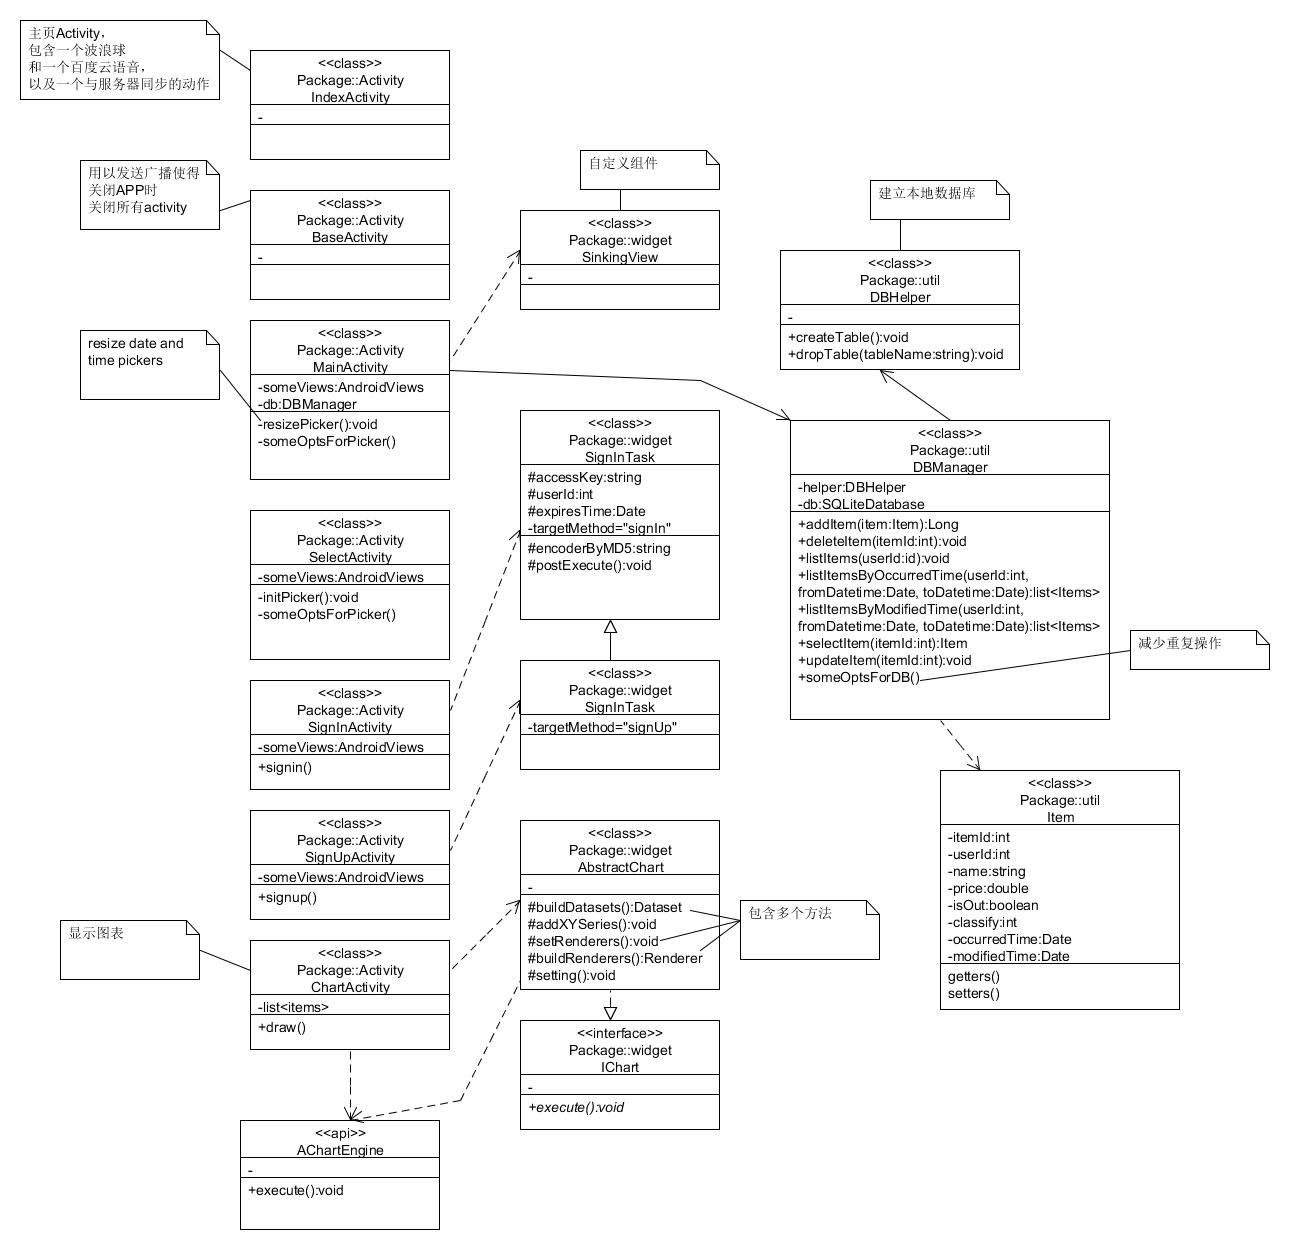 主页Activity，
包含一个波浪球
和一个百度云语音，
以及一个与服务器同步的动作
<<class>>
Package::Activity
IndexActivity
-
用以发送广播使得
关闭APP时
关闭所有activity
<<class>>
Package::Activity
BaseActivity
-
自定义组件
<<class>>
Package::widget
SinkingView
-
建立本地数据库
<<class>>
Package::util
DBHelper
-
+createTable():void
+dropTable(tableName:string):void
resize date and
time pickers
<<class>>
Package::Activity
MainActivity
-someViews:AndroidViews
-db:DBManager
-resizePicker():void
-someOptsForPicker()
<<class>>
Package::widget
SignInTask
#accessKey:string
#userId:int
#expiresTime:Date
-targetMethod="signIn"
#encoderByMD5:string
#postExecute():void
<<class>>
Package::util
DBManager
-helper:DBHelper
-db:SQLiteDatabase
+addItem(item:Item):Long
+deleteItem(itemId:int):void
+listItems(userId:id):void
+listItemsByOccurredTime(userId:int,
fromDatetime:Date, toDatetime:Date):list<Items>
+listItemsByModifiedTime(userId:int,
fromDatetime:Date, toDatetime:Date):list<Items>
+selectItem(itemId:int):Item
+updateItem(itemId:int):void
+someOptsForDB()
减少重复操作
<<class>>
Package::Activity
SelectActivity
-someViews:AndroidViews
-initPicker():void
-someOptsForPicker()
<<class>>
Package::Activity
SignInActivity
-someViews:AndroidViews
+signin()
<<class>>
Package::widget
SignInTask
-targetMethod="signUp"
<<class>>
Package::util
Item
-itemId:int
-userId:int
-name:string
-price:double
-isOut:boolean
-classify:int
-occurredTime:Date
-modifiedTime:Date
getters()
setters()
<<class>>
Package::Activity
SignUpActivity
-someViews:AndroidViews
+signup()
<<class>>
Package::widget
AbstractChart
-
#buildDatasets():Dataset
#addXYSeries():void
#setRenderers():void
#buildRenderers():Renderer
#setting():void
包含多个方法
显示图表
<<class>>
Package::Activity
ChartActivity
-list<items>
+draw()
<<interface>>
Package::widget
IChart
-
+execute():void
<<api>>
AChartEngine
-
+execute():void